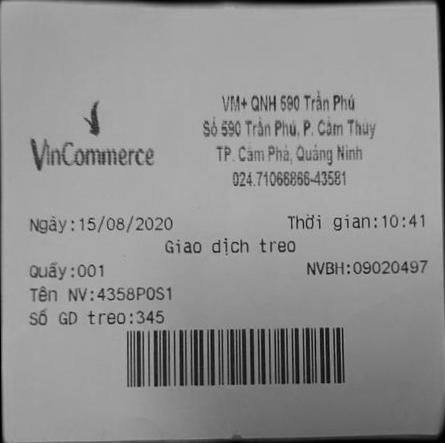 VinCommerce
VM+ QNH 590 Trần Phú
Số 590 Trần Phú, P. Cẩm Thủy
TP. Cẩm Phả, Quảng Ninh
024.71066866-43581
Ngày:15/08/2020 Thời gian:10:41
Giao dịch treo
Quầy:001 NVBH:09020497
Tên NV:4358POS1
Số GD treo:345